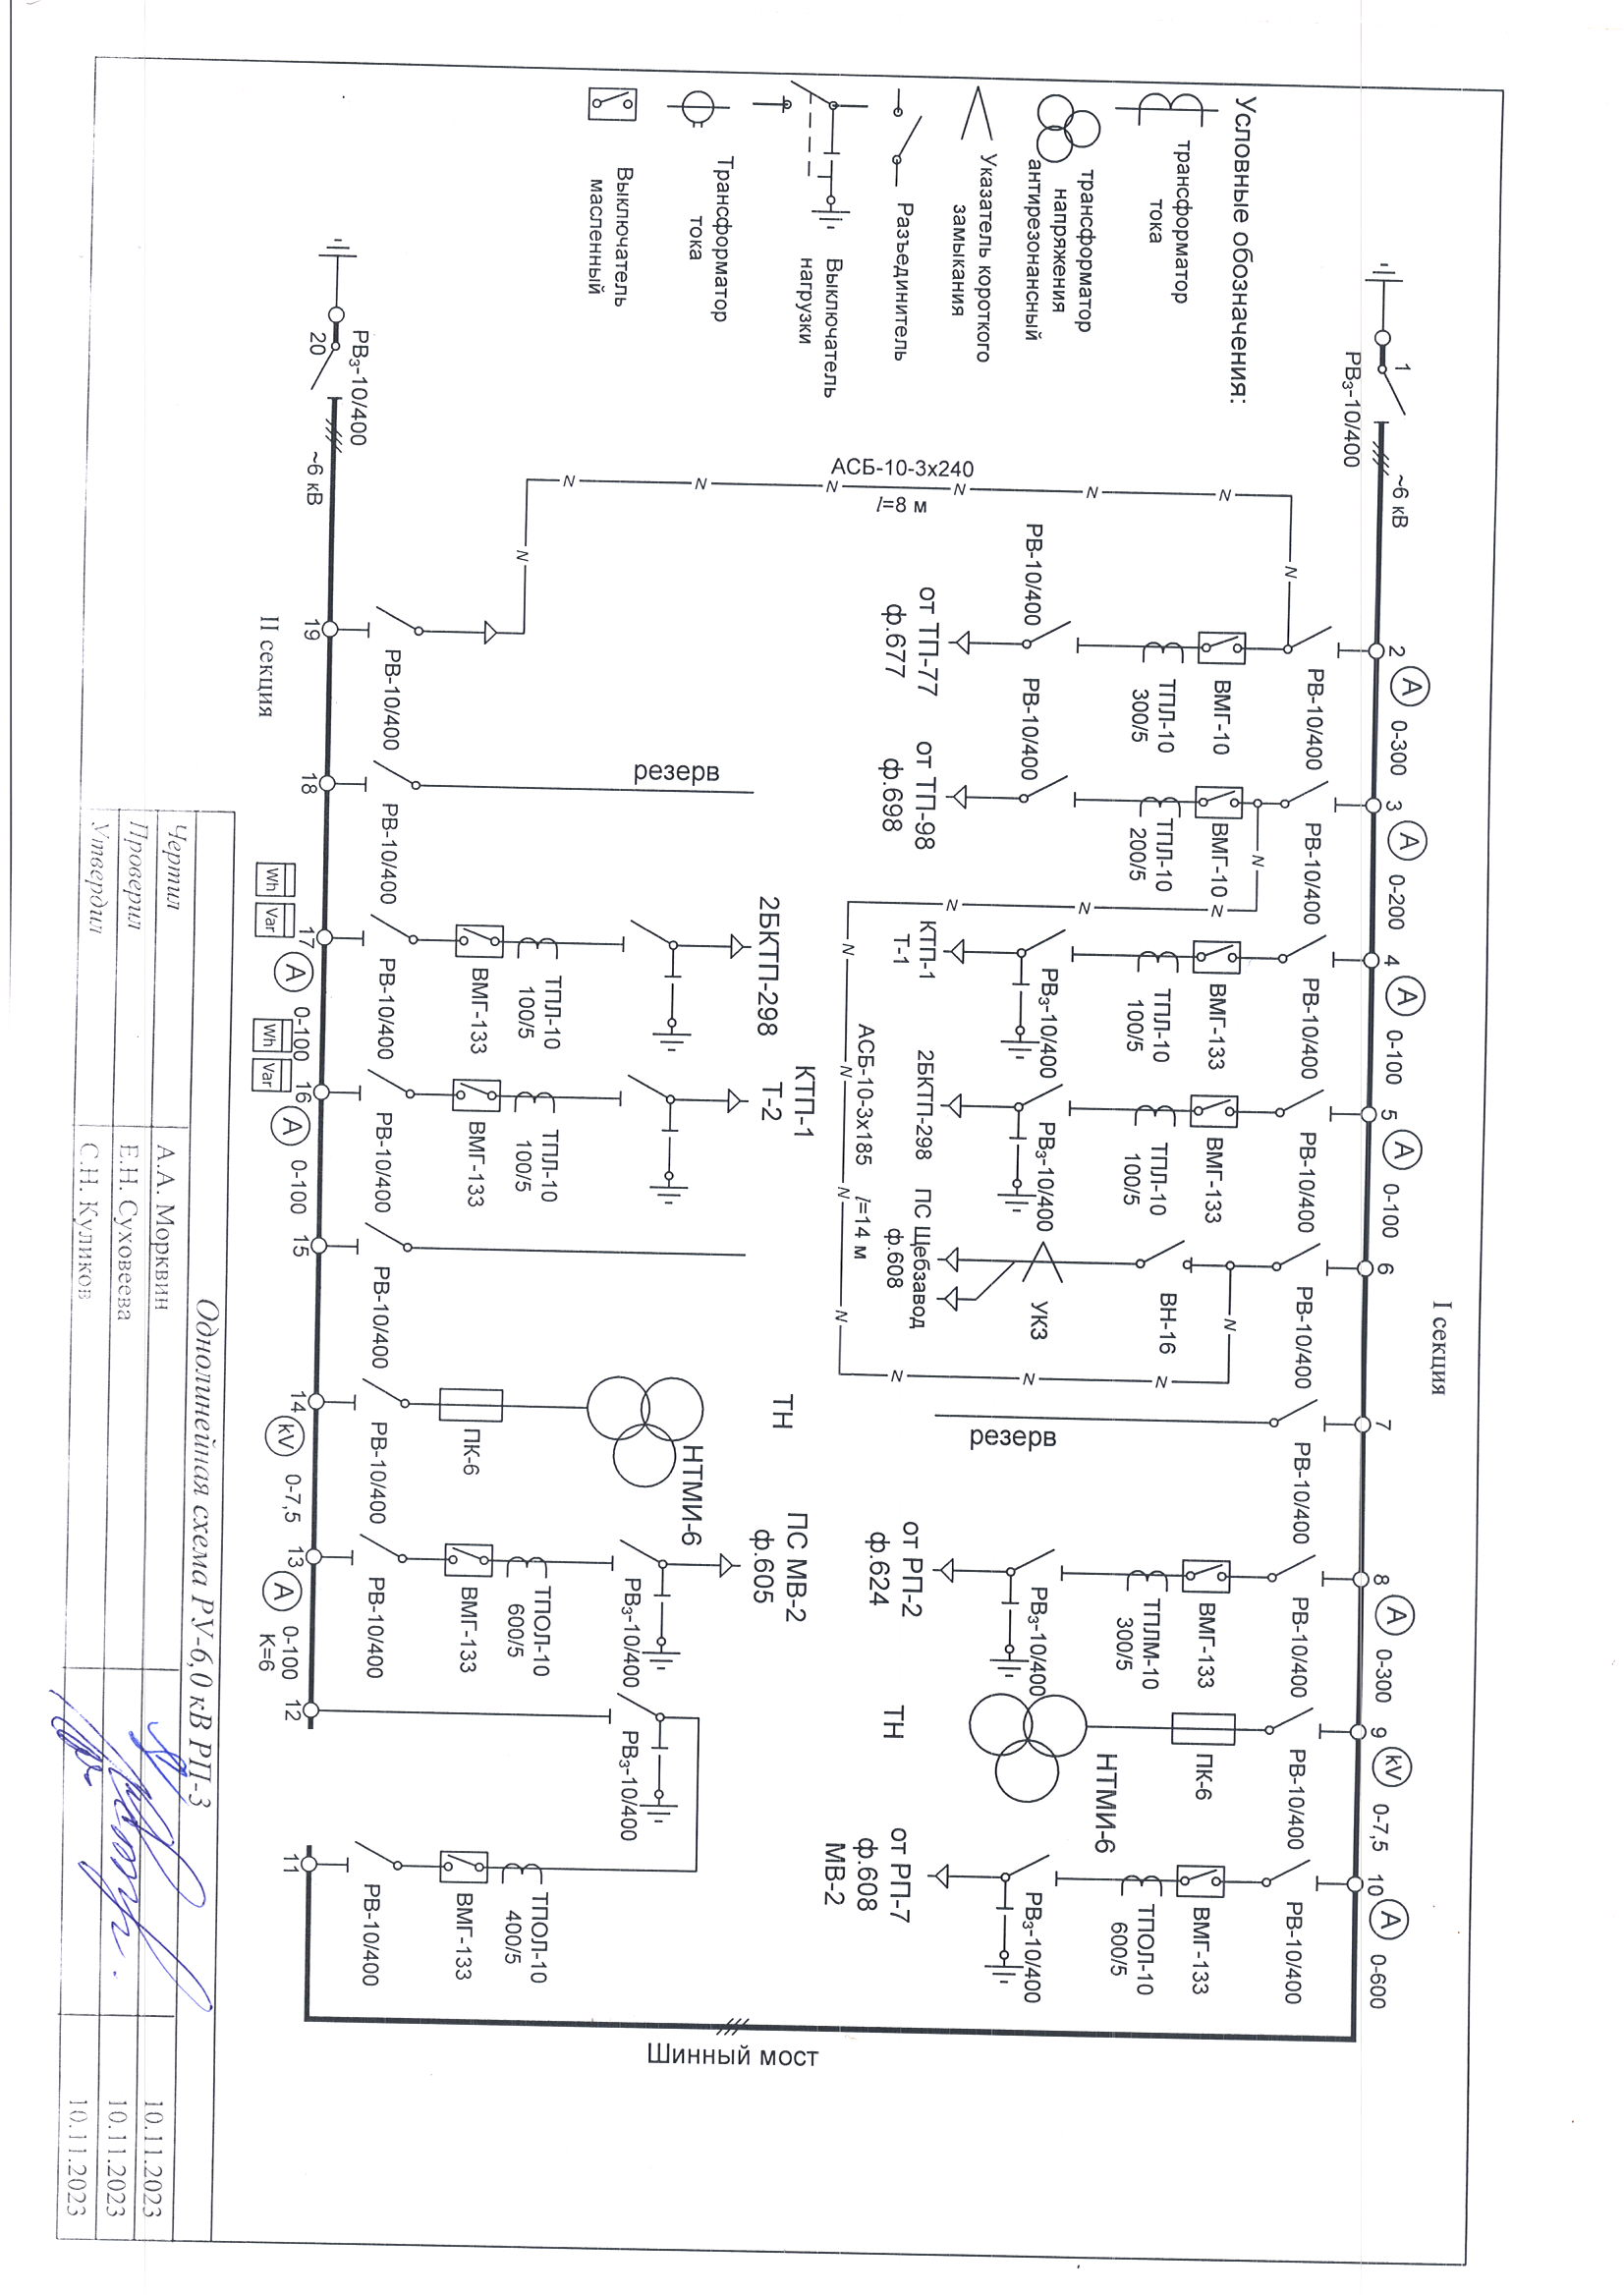 Условные обозначения:
трансформатор
тока
трансформатор
напряжения
антирезонансный
Указатель короткого
замыкания
Разъединитель
Выключатель
нагрузки
Трансформатор
тока
Выключатель
масленный
I секция
1
РВз-10/400
~6 кВ
2
А
0-300
РВ-10/400
ВМГ-10
ТПЛ-10
300/5
РВ-10/400
от ТП-77
ф.677
АСБ-10-3х240
l=8 м
N
N
N
N
N
N
N
N
3
А
0-200
РВ-10/400
ВМГ-10
ТПЛ-10
200/5
РВ-10/400
от ТП-98
ф.698
4
А
0-100
РВ-10/400
ВМГ-133
ТПЛ-10
100/5
РВз-10/400
КТП-1
Т-1
5
А
0-100
РВ-10/400
ВМГ-133
ТПЛ-10
100/5
РВз-10/400
2БКТП-298
АСБ-10-3х185 l=14 м
N
N
N
N
N
N
N
N
N
N
N
N
6
РВ-10/400
ВН-16
УКЗ
ПС Щебзавод
ф.608
7
РВ-10/400
резерв
8
А
0-300
РВ-10/400
ВМГ-133
ТПЛМ-10
300/5
РВз-10/400
от РП-2
ф.624
9
kV
0-7,5
РВ-10/400
ПК-6
НТМИ-6
ТН
10
А
0-600
РВ-10/400
ВМГ-133
ТПОЛ-10
600/5
РВз-10/400
от РП-7
ф.608
МВ-2
Шинный мост
20
РВз-10/400
~6 кВ
II секция
19
РВ-10/400
18
РВ-10/400
резерв
17
Wh
Var
А
0-100
РВ-10/400
ВМГ-133
ТПЛ-10
100/5
2БКТП-298
16
Wh
Var
А
0-100
РВ-10/400
ВМГ-133
ТПЛ-10
100/5
КТП-1
Т-2
15
РВ-10/400
14
kV
0-7,5
РВ-10/400
ПК-6
НТМИ-6
ТН
13
А
0-100
К=6
РВ-10/400
ВМГ-133
ТПОЛ-10
600/5
РВз-10/400
ПС МВ-2
ф.605
12
РВз-10/400
11
РВ-10/400
ВМГ-133
ТПОЛ-10
400/5
Однолинейная схема РУ-6,0 кВ РП-3
Чертил А.А. Морквин 10.11.2023
Проверил Е.Н. Суховеева 10.11.2023
Утвердил С.Н. Куликов 10.11.2023